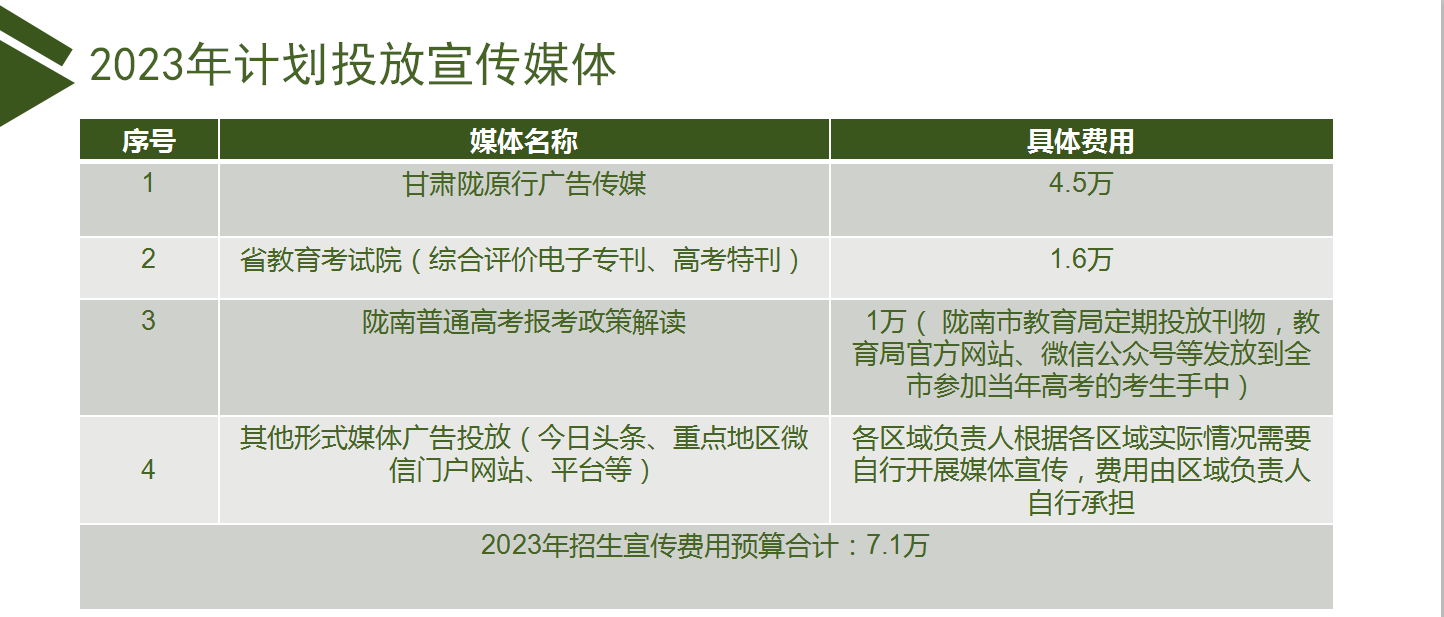 2023年计划投放宣传媒体
序号 媒体名称 具体费用
1 甘肃陇原行广告传媒 4.5万
2 省教育考试院（综合评价电子专刊、高考特刊） 1.6万
3 陇南普通高考报考政策解读 1万（ 陇南市教育局定期投放刊物，教
育局官方网站、微信公众号等发放到全
市参加当年高考的考生手中）
其他形式媒体广告投放（今日头条、重点地区微 各区域负责人根据各区域实际情况需要
4 信门户网站、平台等） 自行开展媒体宣传，费用由区域负责人
自行承担
2023年招生宣传费用预算合计：7.1万